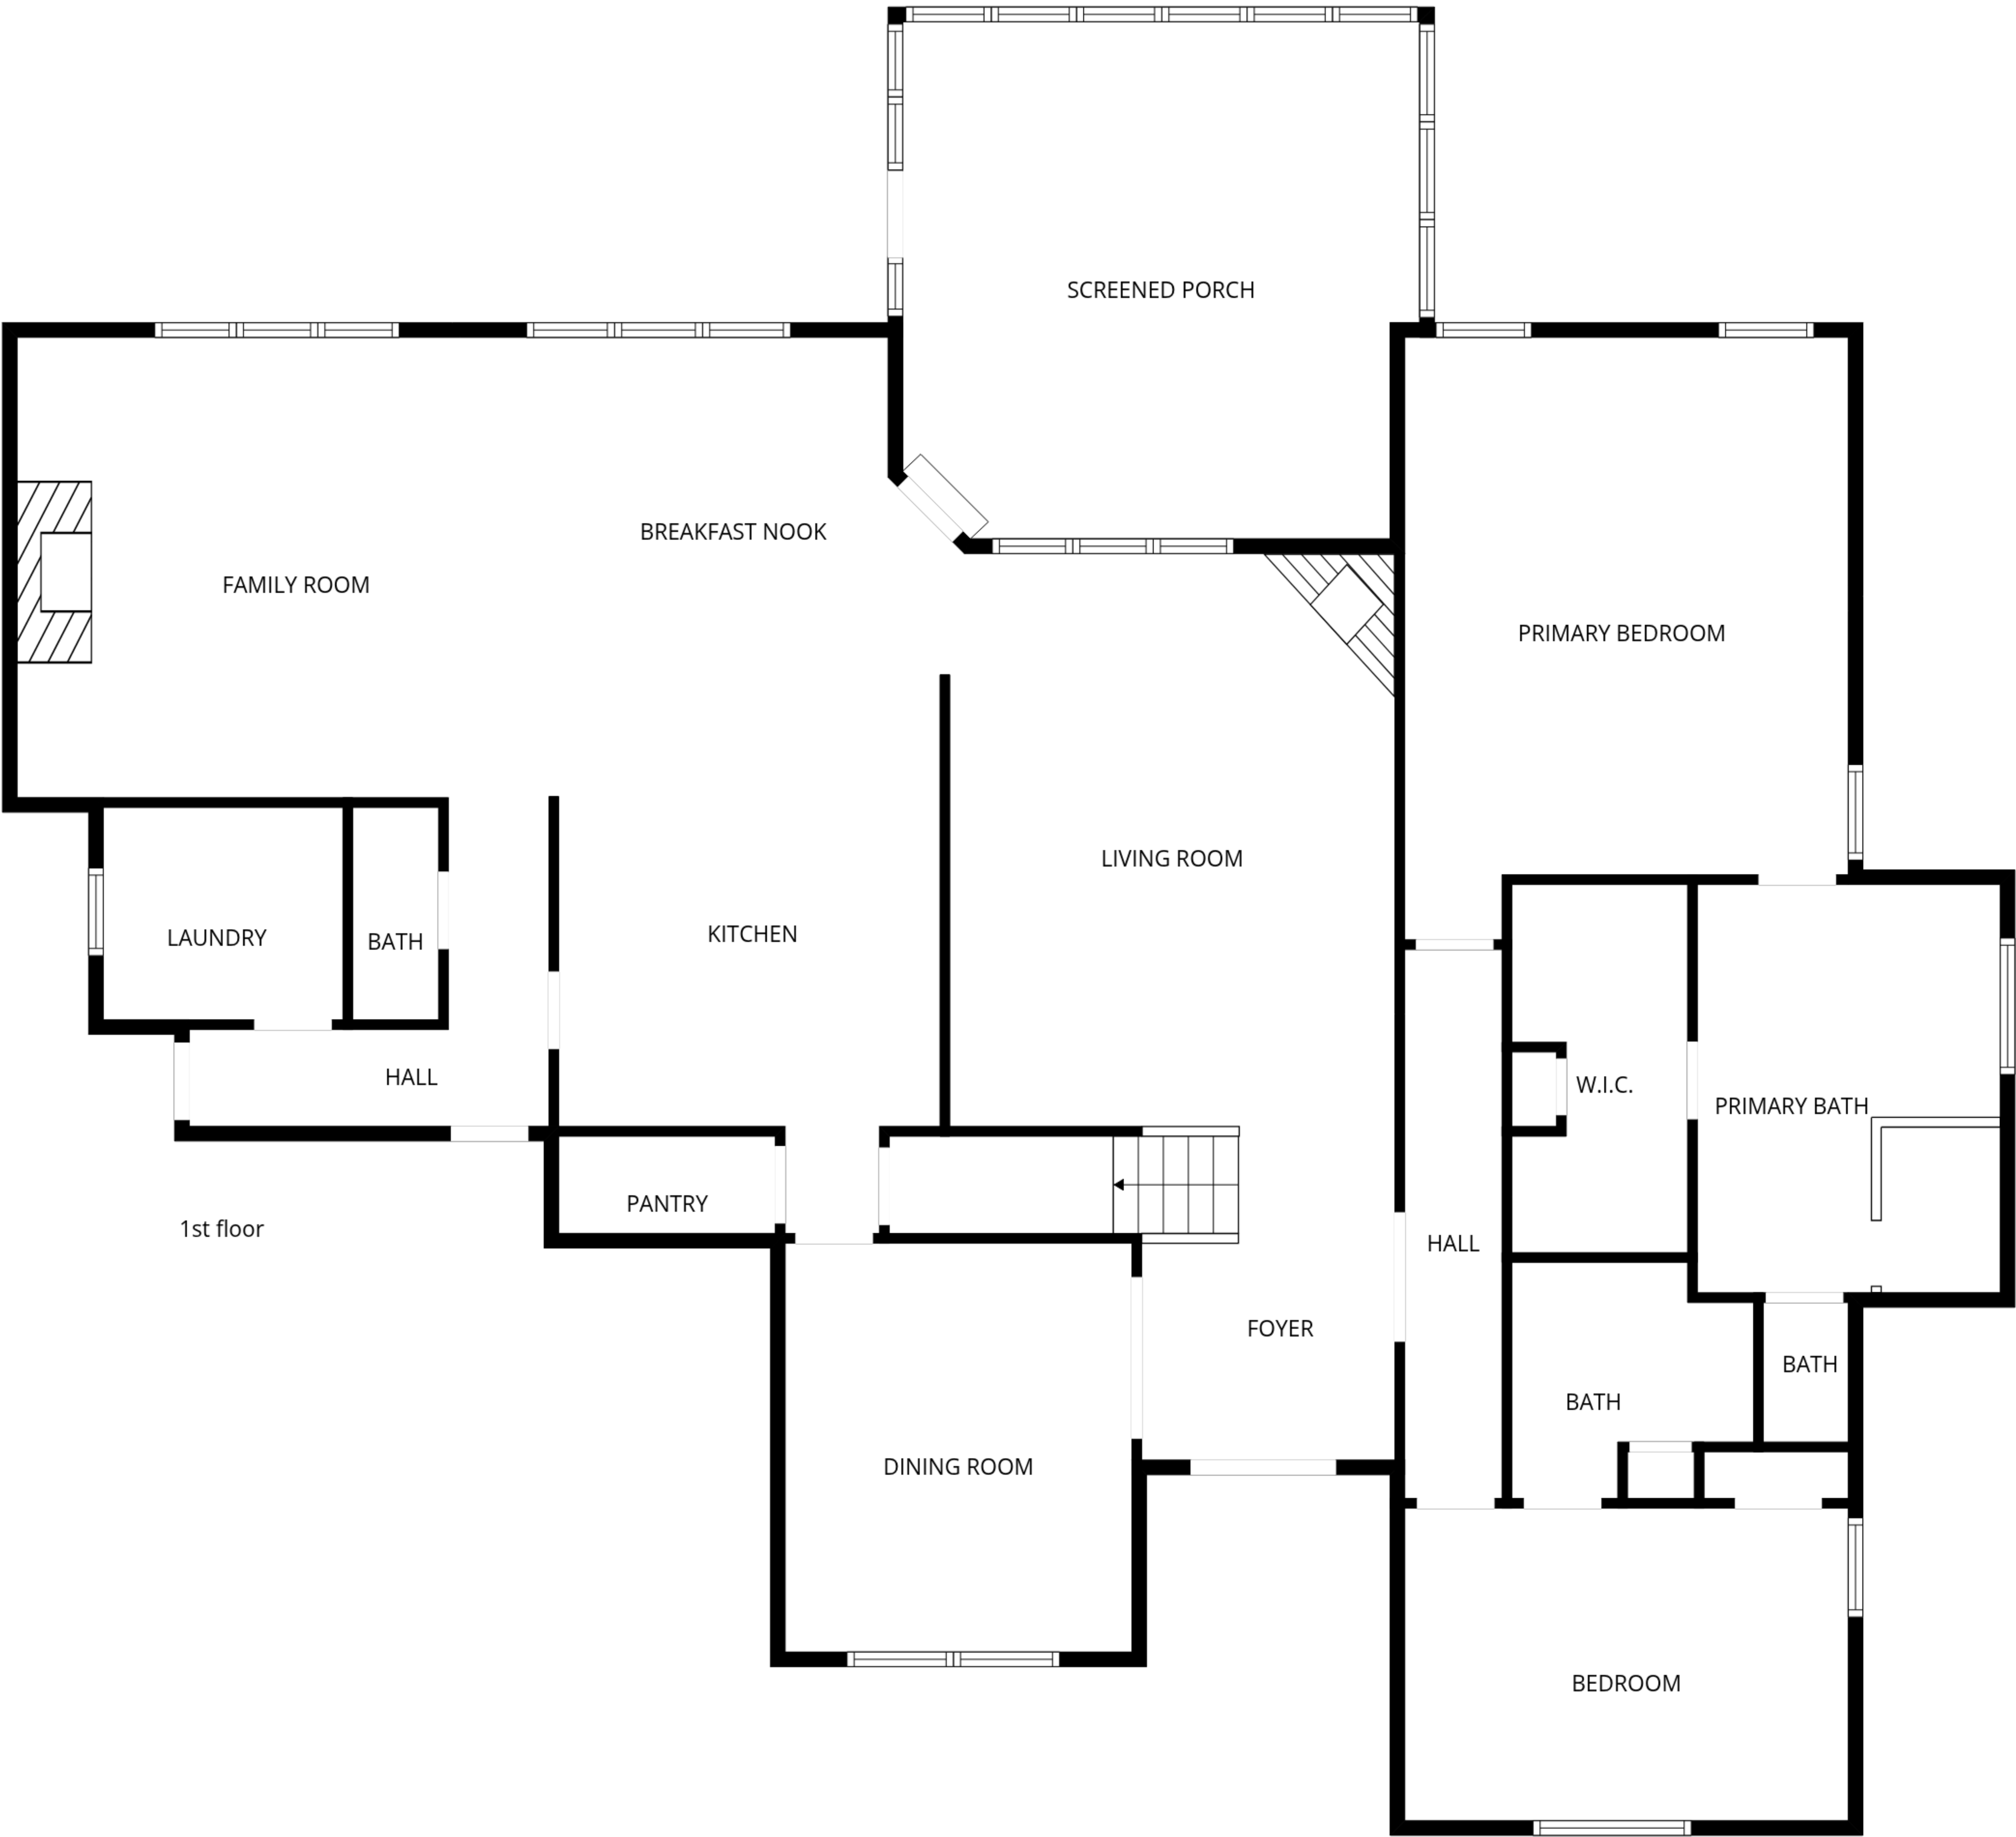 SCREENED PORCH
BREAKFAST NOOK
FAMILY ROOM
PRIMARY BEDROOM
LIVING ROOM
KITCHEN
LAUNDRY
BATH
HALL
W.I.C.
PRIMARY BATH
PANTRY
1st floor
HALL
FOYER
BATH
BATH
DINING ROOM
BEDROOM